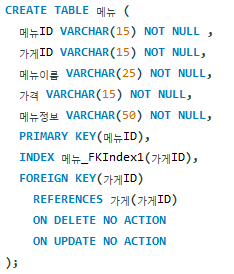 CREATE TABLE 메뉴 (
메뉴ID VARCHAR(15) NOT NULL ,
가게ID VARCHAR(15) NOT NULL,
메뉴이름 VARCHAR(25) NOT NULL,
가격 VARCHAR(15) NOT NULL,
메뉴정보 VARCHAR(50) NOT NULL,
PRIMARY KEY(메뉴ID),
INDEX 메뉴_FKIndex1(가게ID),
FOREIGN KEY(가게ID)
REFERENCES 가게(가게ID)
ON DELETE NO ACTION
ON UPDATE NO ACTION
);